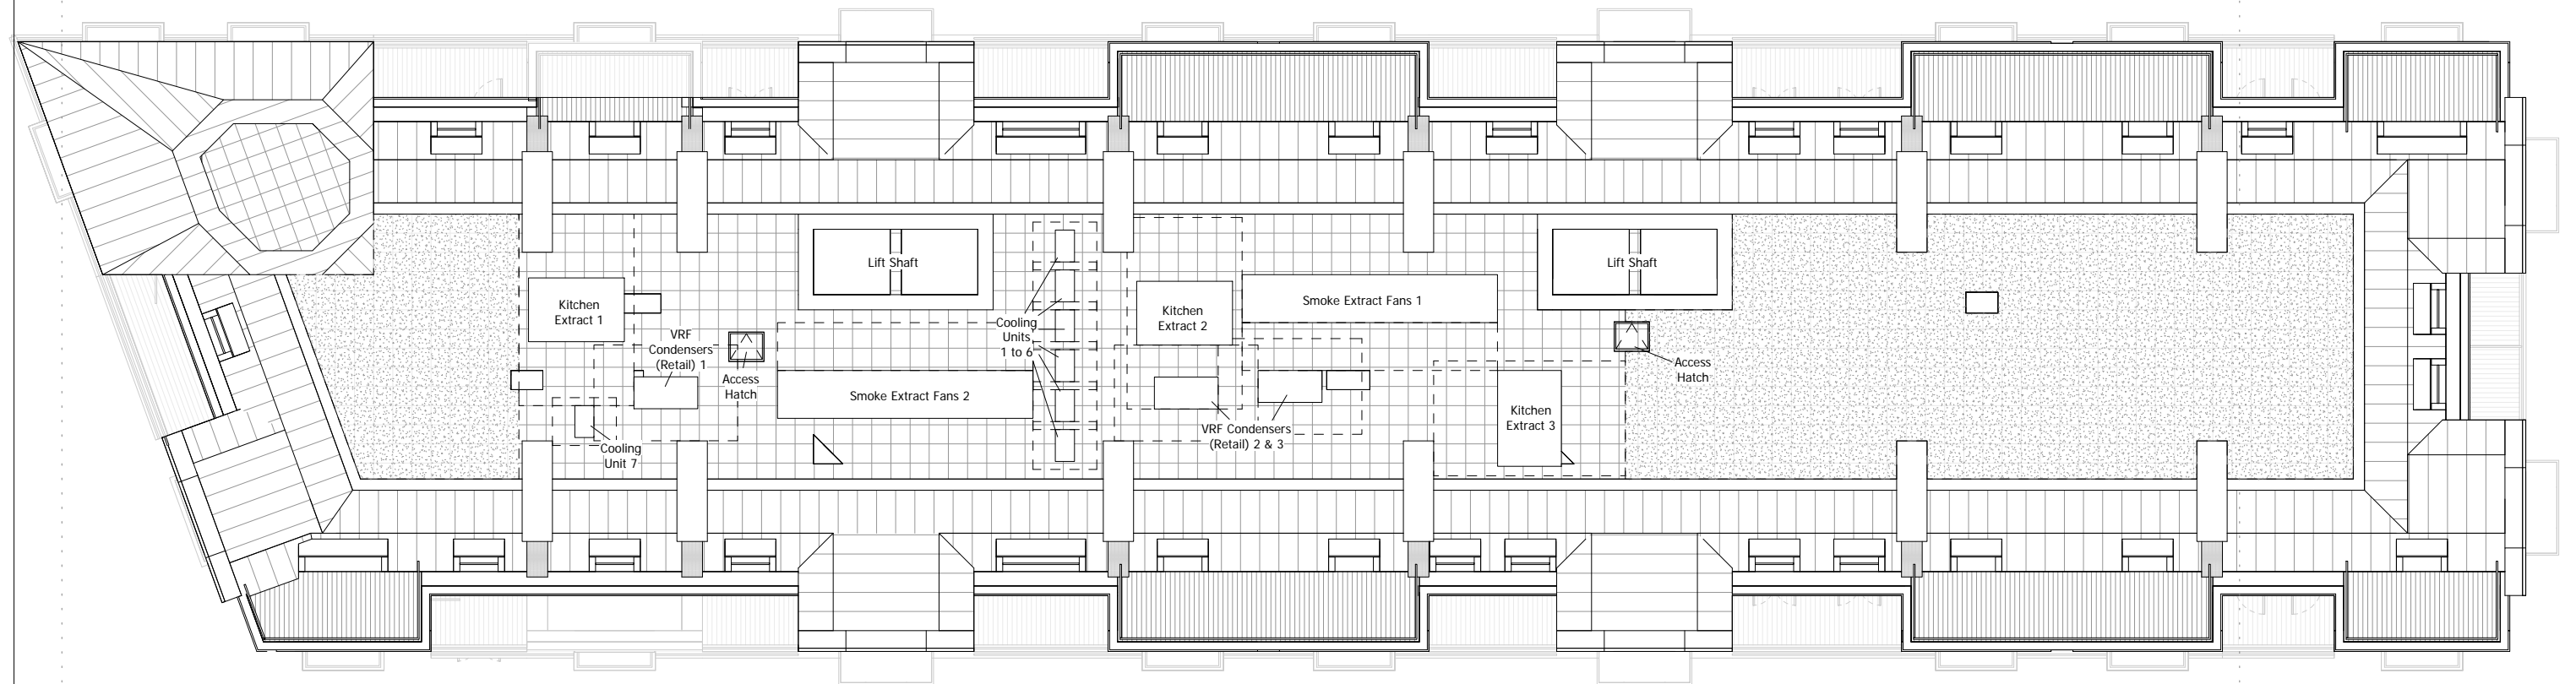 Lift Shaft
Lift Shaft
Kitchen
Extract 1
Smoke Extract Fans 1
Kitchen
Extract 2
Cooling
Units
1 to 6
VRF
Condensers
(Retail) 1
Access
Hatch
Access
Hatch
Smoke Extract Fans 2
Kitchen
Extract 3
VRF Condensers
(Retail) 2 & 3
Cooling
Unit 7